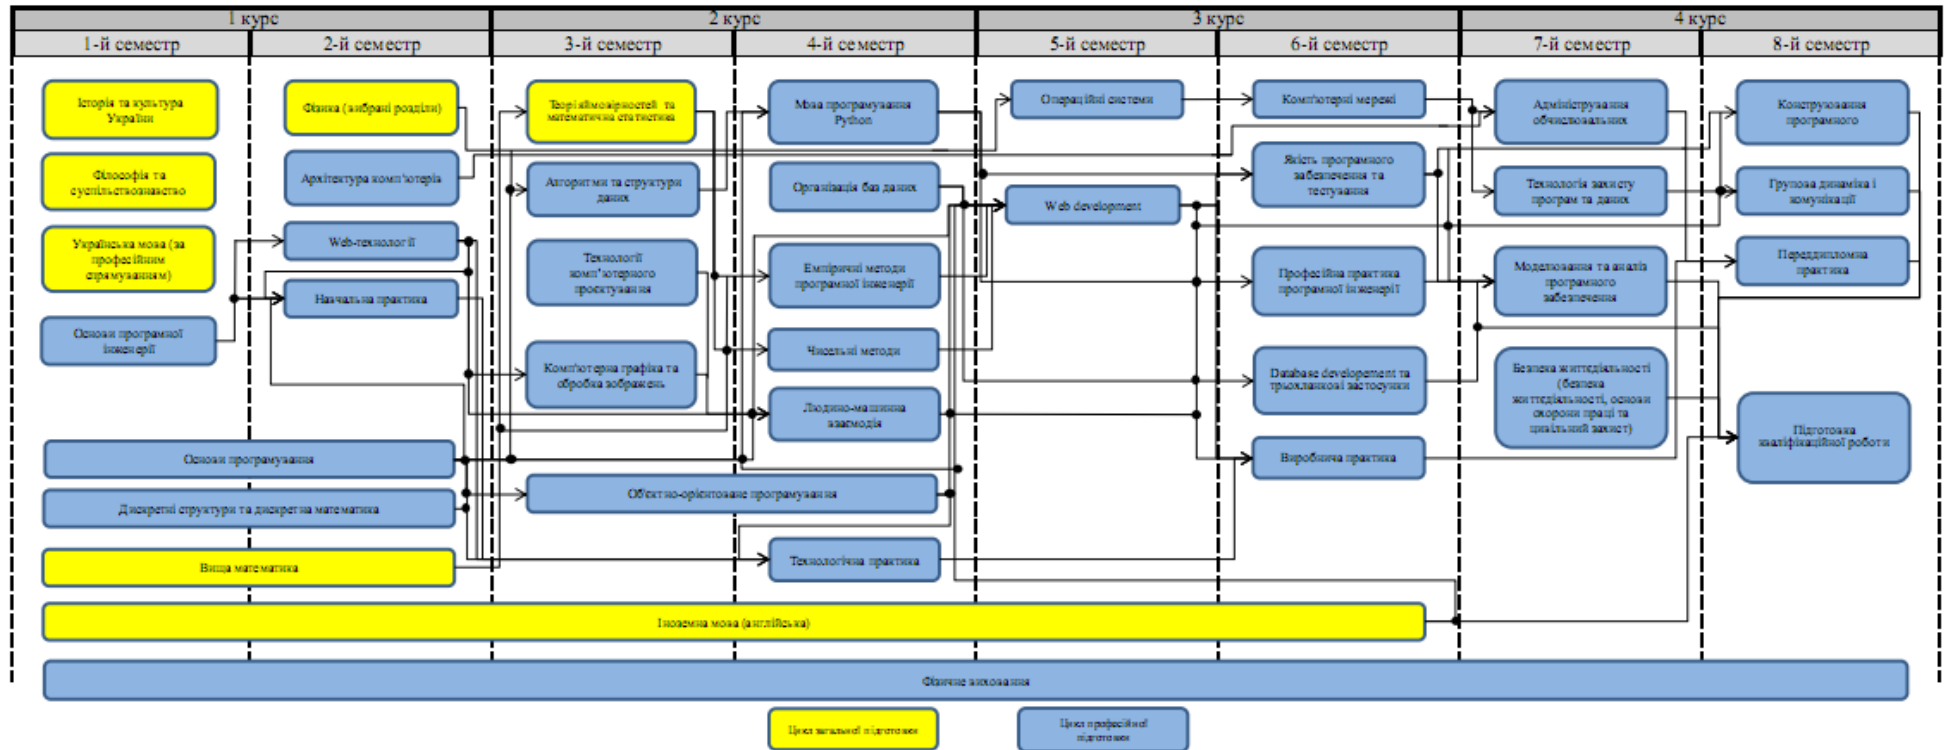 1 курс
2 курс
3 курс
4 курс
1-й семестр
2-й семестр
3-й семестр
4-й семестр
5-й семестр
6-й семестр
7-й семестр
8-й семестр
Історія та культура
України
Філософія та
суспільствознавство
Українська мова (за
професійним
спрямуванням)
Основи програмної
інженерії
Фізика (вибрані розділи)
Архітектура комп'ютерів
Web-технології
Навчальна практика
Основи програмування
Дискретні структури та дискретна математика
Вища математика
Теорія ймовірностей та
математична статистика
Алгоритми та структури
даних
Технології
комп'ютерного
проєктування
Комп'ютерна графіка та
обробка зображень
Об'єктно-орієнтоване програмування
Мова програмування
Python
Організація баз даних
Емпіричні методи
програмної інженерії
Чисельні методи
Людино-машинна
взаємодія
Технологічна практика
Операційні системи
Web development
Комп'ютерні мережі
Якість програмного
забезпечення та
тестування
Професійна практика
програмної інженерії
Database developement та
трьохланкові застосунки
Виробнича практика
Адміністрування
обчислювальних
Технологія захисту
програм та даних
Моделювання та аналіз
програмного
забезпечення
Безпека життєдіяльності
(безпека
життєдіяльності, основи
охорони праці та
цивільний захист)
Конструювання
програмного
Групова динаміка і
комунікації
Переддипломна
практика
Підготовка
кваліфікаційної роботи
Іноземна мова (англійська)
Фізичне виховання
Цикл загальної підготовки
Цикл професійної
підготовки